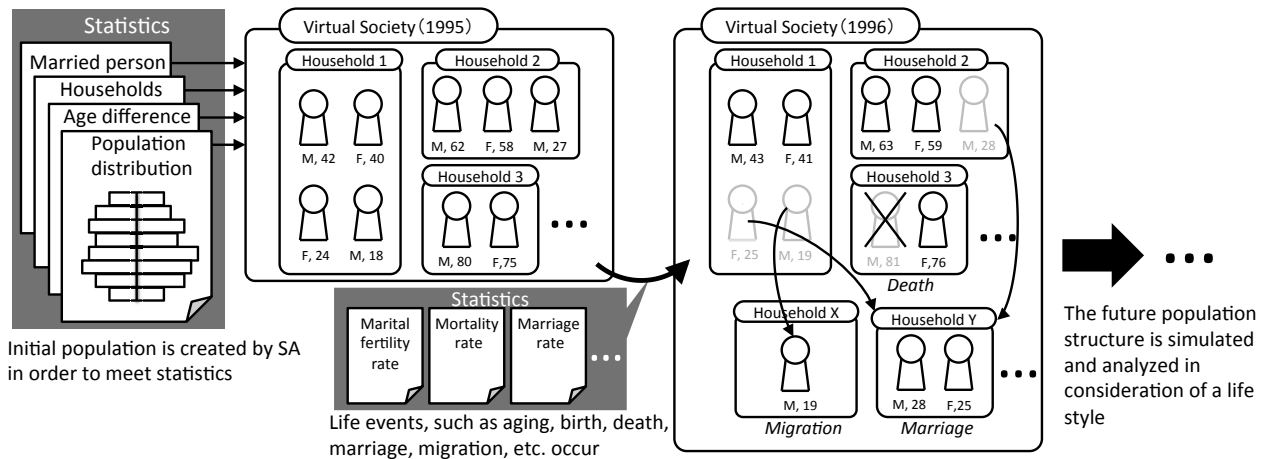 Statistics
Married person
Households
Age difference
Population
distribution
Initial population is created by SA
in order to meet statistics
Virtual Society（1995）
Household 1
M, 42 F, 40
F, 24 M, 18
Household 2
M, 62 F, 58 M, 27
Household 3
M, 80 F,75
...
Statistics
Marital
fertility
rate
Mortality
rate
Marriage
rate
...
Life events, such as aging, birth, death,
marriage, migration, etc. occur
Virtual Society（1996）
Household 1
M, 43 F, 41
F, 25 M, 19
Household 2
M, 63 F, 59 M, 28
Household 3
M, 81 F,76
Death
...
Household X
M, 19
Migration
Household Y
M, 28 F,25
Marriage
...
...
The future population
structure is simulated
and analyzed in
consideration of a life
style